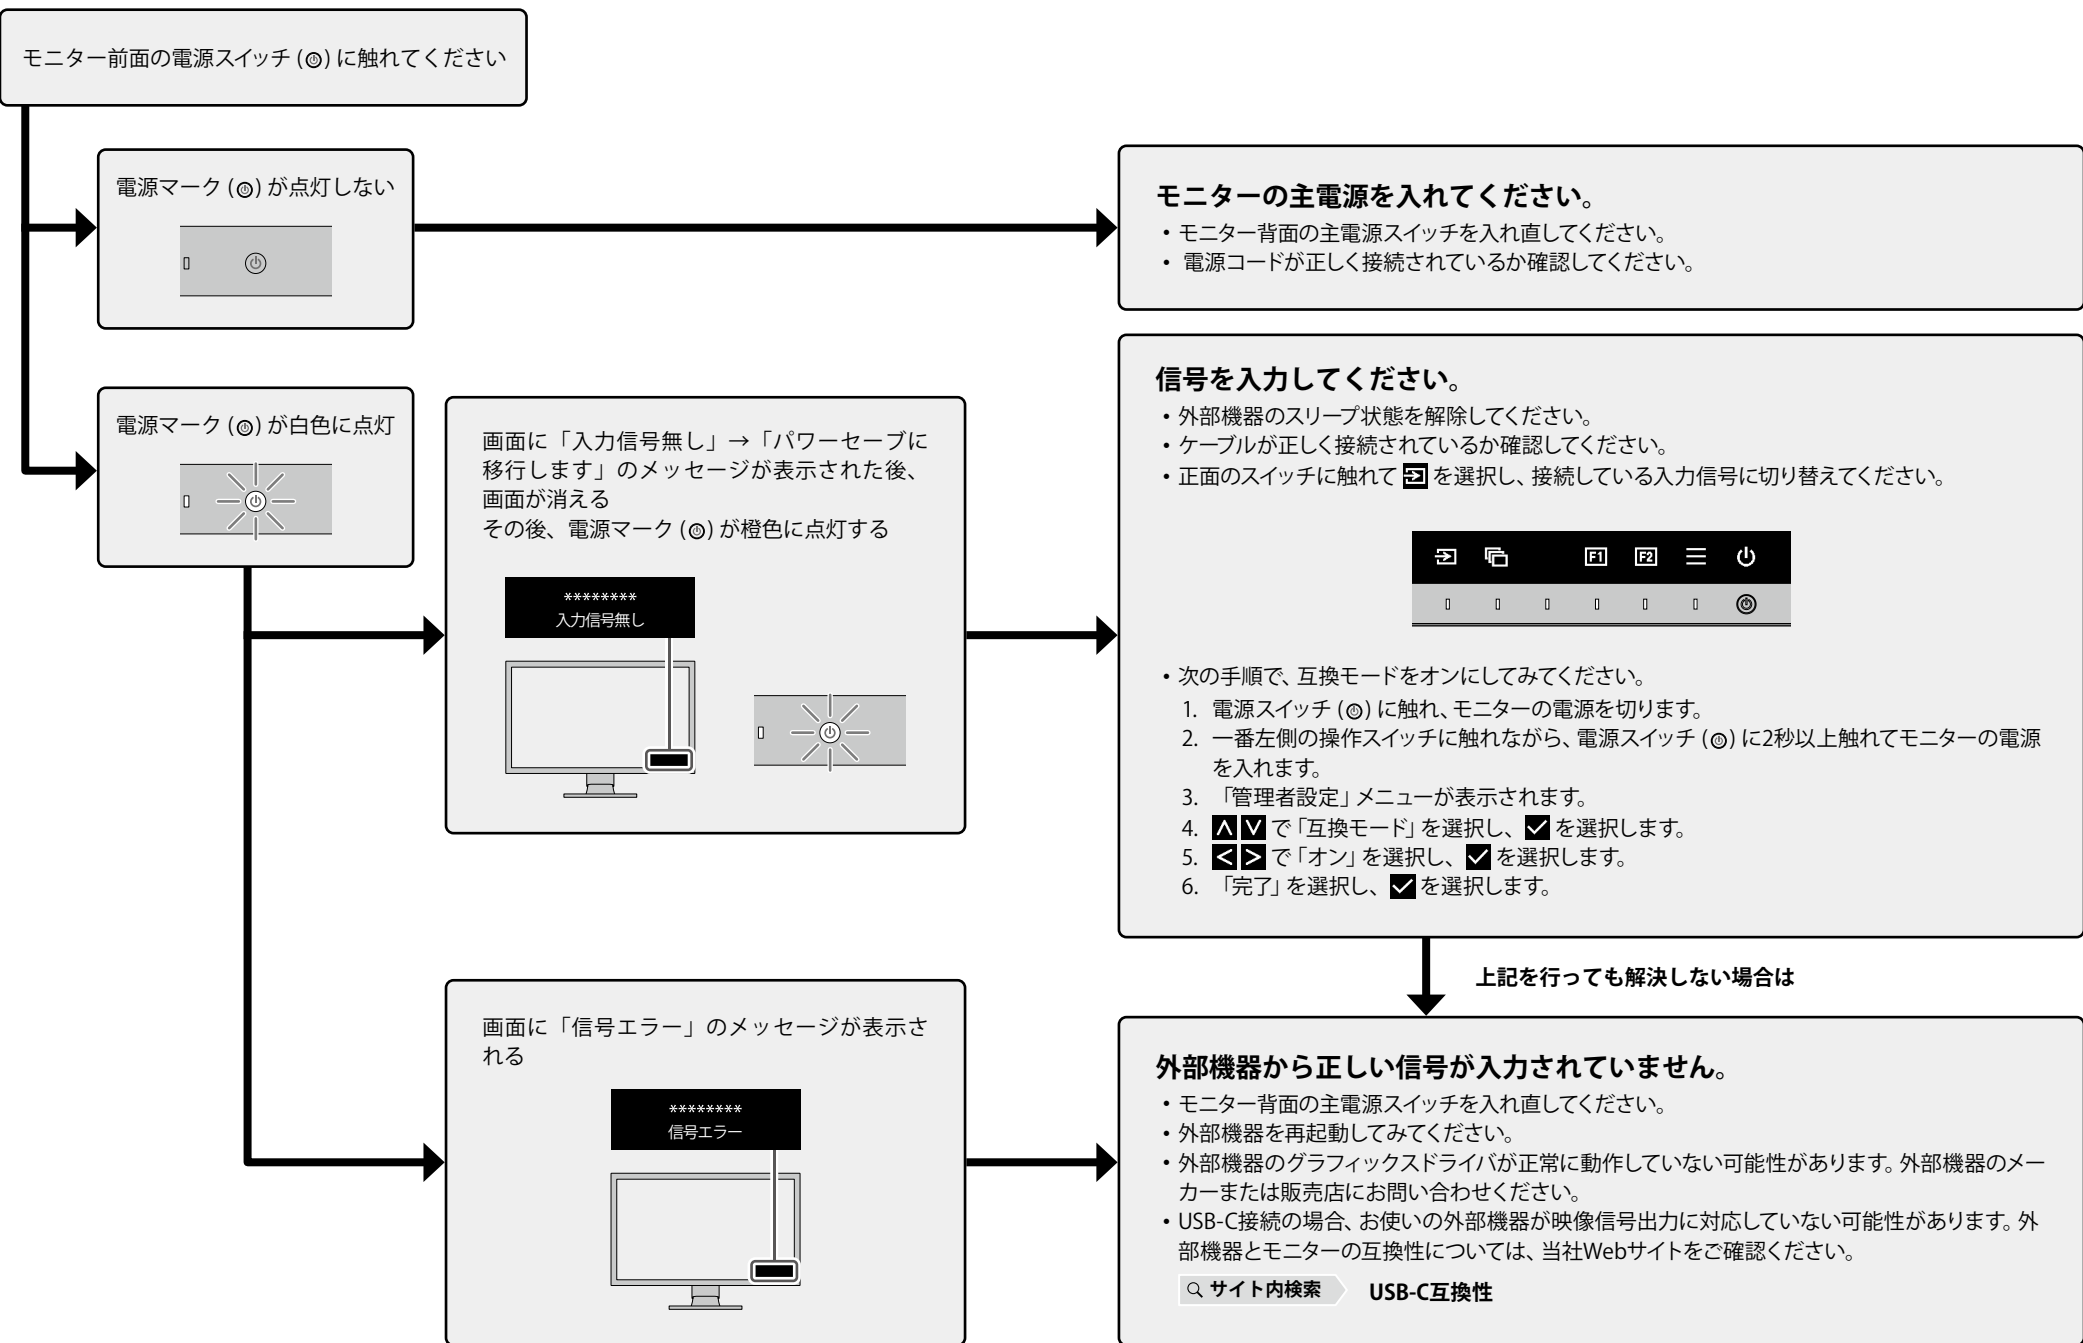 モニター前面の電源スイッチ (⏻) に触れてください
電源マーク (⏻) が点灯しない
モニターの主電源を入れてください。
・モニター背面の主電源スイッチを入れ直してください。
・ 電源コードが正しく接続されているか確認してください。
電源マーク (⏻) が白色に点灯
画面に「入力信号無し」→「パワーセーブに
移行します」のメッセージが表示された後、
画面が消える
その後、電源マーク (⏻) が橙色に点灯する
********
入力信号無し
信号を入力してください。
・外部機器のスリープ状態を解除してください。
・ケーブルが正しく接続されているか確認してください。
・正面のスイッチに触れて を選択し、接続している入力信号に切り替えてください。
F1 F2
・次の手順で、互換モードをオンにしてみてください。
1. 電源スイッチ (⏻) に触れ、モニターの電源を切ります。
2. 一番左側の操作スイッチに触れながら、電源スイッチ (⏻) に2秒以上触れてモニターの電源
を入れます。
3. 「管理者設定」メニューが表示されます。
4. ∧ ∨ で「互換モード」を選択し、 ✓ を選択します。
5. < > で「オン」を選択し、 ✓ を選択します。
6. 「完了」を選択し、 ✓ を選択します。
上記を行っても解決しない場合は
画面に「信号エラー」のメッセージが表示さ
れる
********
信号エラー
外部機器から正しい信号が入力されていません。
・モニター背面の主電源スイッチを入れ直してください。
・外部機器を再起動してみてください。
・外部機器のグラフィックスドライバが正常に動作していない可能性があります。外部機器のメー
カーまたは販売店にお問い合わせください。
・USB-C接続の場合、お使いの外部機器が映像信号出力に対応していない可能性があります。外
部機器とモニターの互換性については、当社Webサイトをご確認ください。
サイト内検索 USB-C互換性